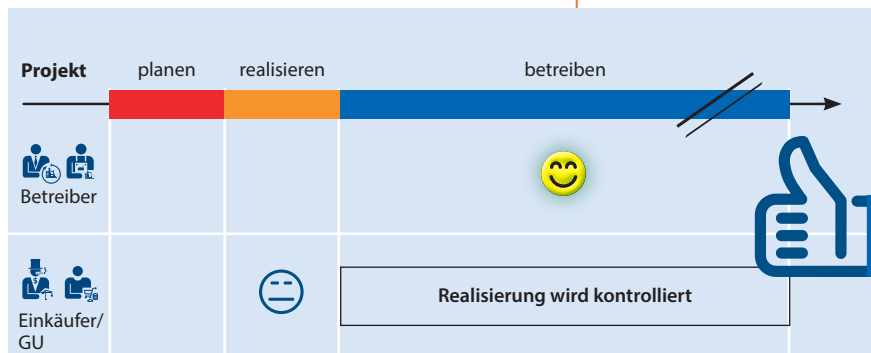 Projekt planen realisieren betreiben
Betreiber
Realisierung wird kontrolliert
Einkäufer/
GU